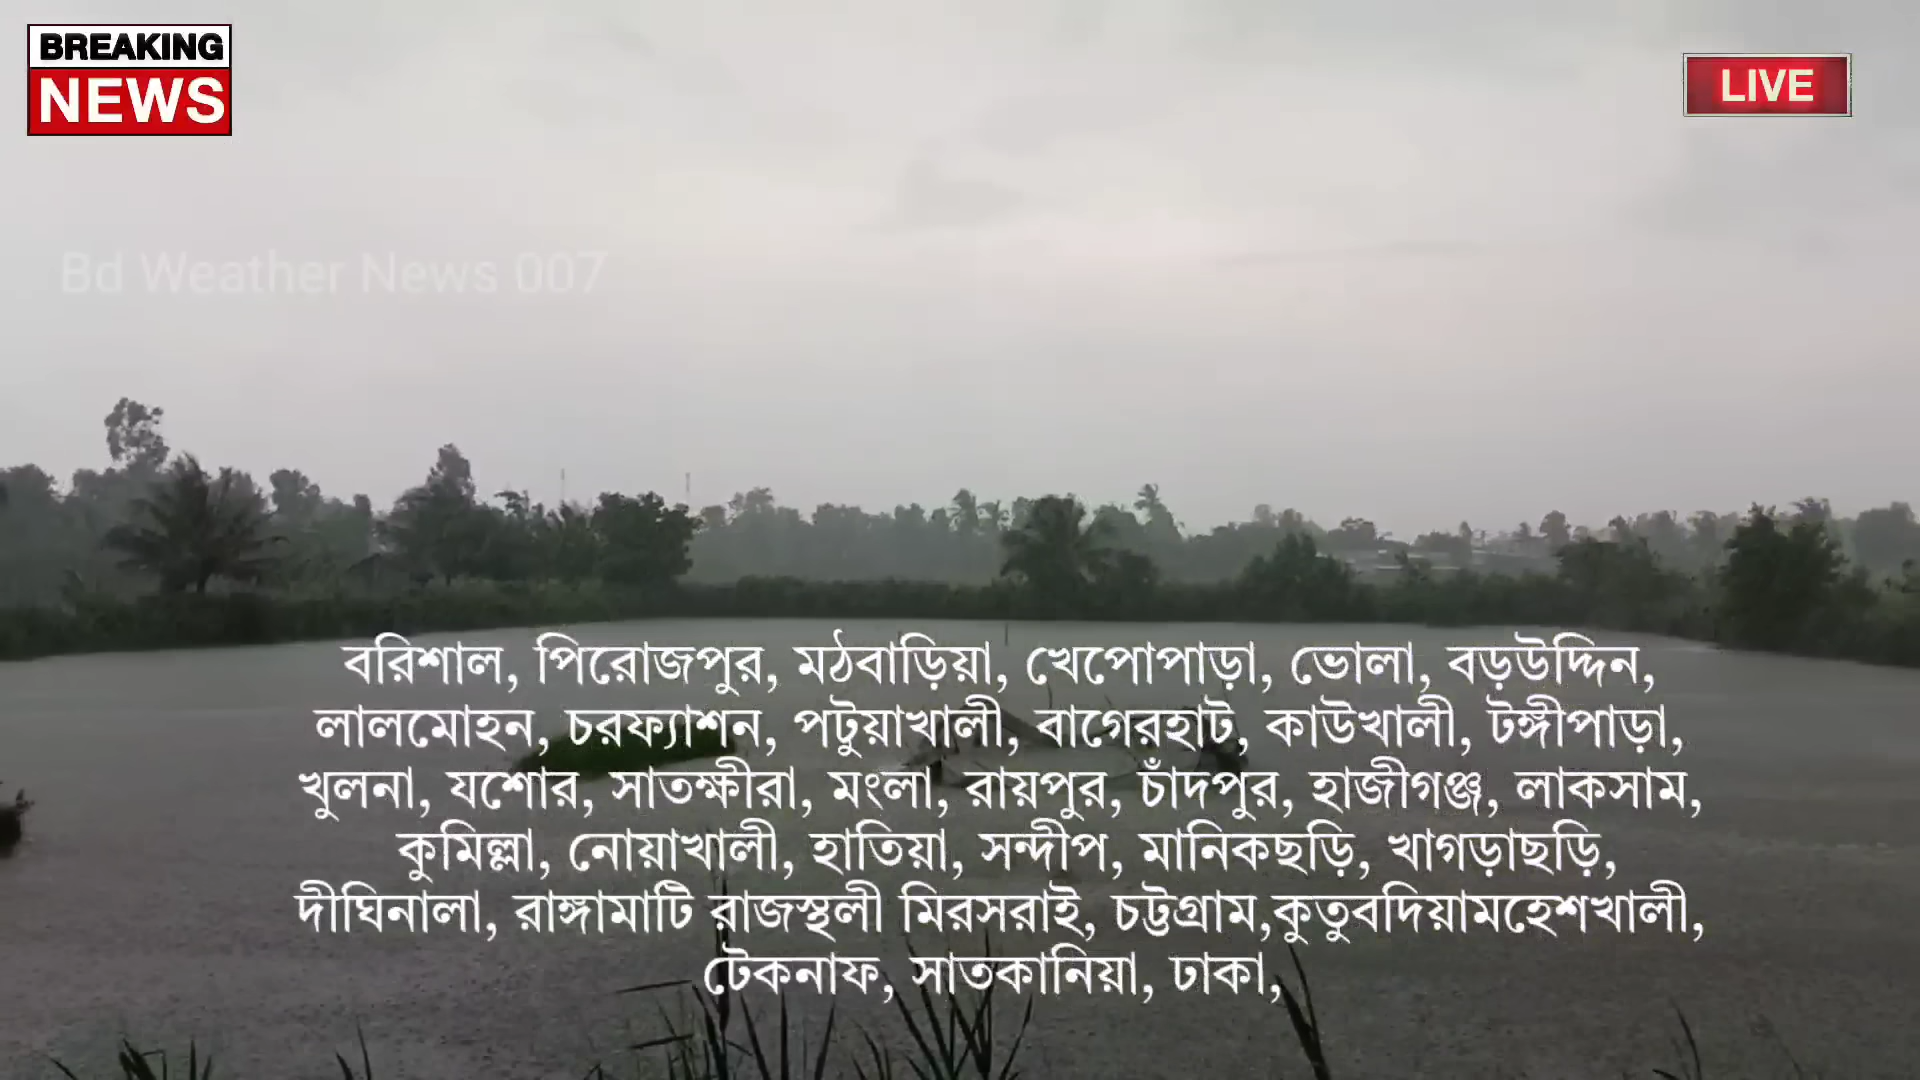 BREAKING
NEWS
LIVE
Bd Weather News 007
বরিশাল, পিরোজপুর, মঠবাড়িয়া, খেপোপাড়া, ভোলা, বড়উদ্দিন,
লালমোহন, চরফ্যাশন, পটুয়াখালী, বাগেরহাট, কাউখালী, টঙ্গীপাড়া,
খুলনা, যশোর, সাতক্ষীরা, মংলা, রায়পুর, চাঁদপুর, হাজীগঞ্জ, লাকসাম,
কুমিল্লা, নোয়াখালী, হাতিয়া, সন্দীপ, মানিকছড়ি, খাগড়াছড়ি,
দীঘিনালা, রাঙ্গামাটি রাজস্থলী মিরসরাই, চট্টগ্রাম,কুতুবদিয়ামহেশখালী,
টেকনাফ, সাতকানিয়া, ঢাকা,